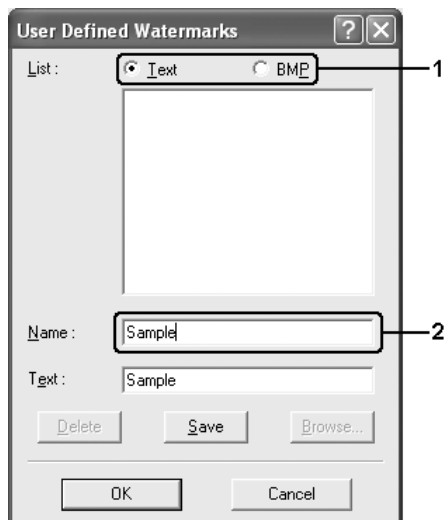 User Defined Watermarks
List : Text BMP 1
Name : Sample 2
Text : Sample
Delete Save Browse...
OK Cancel